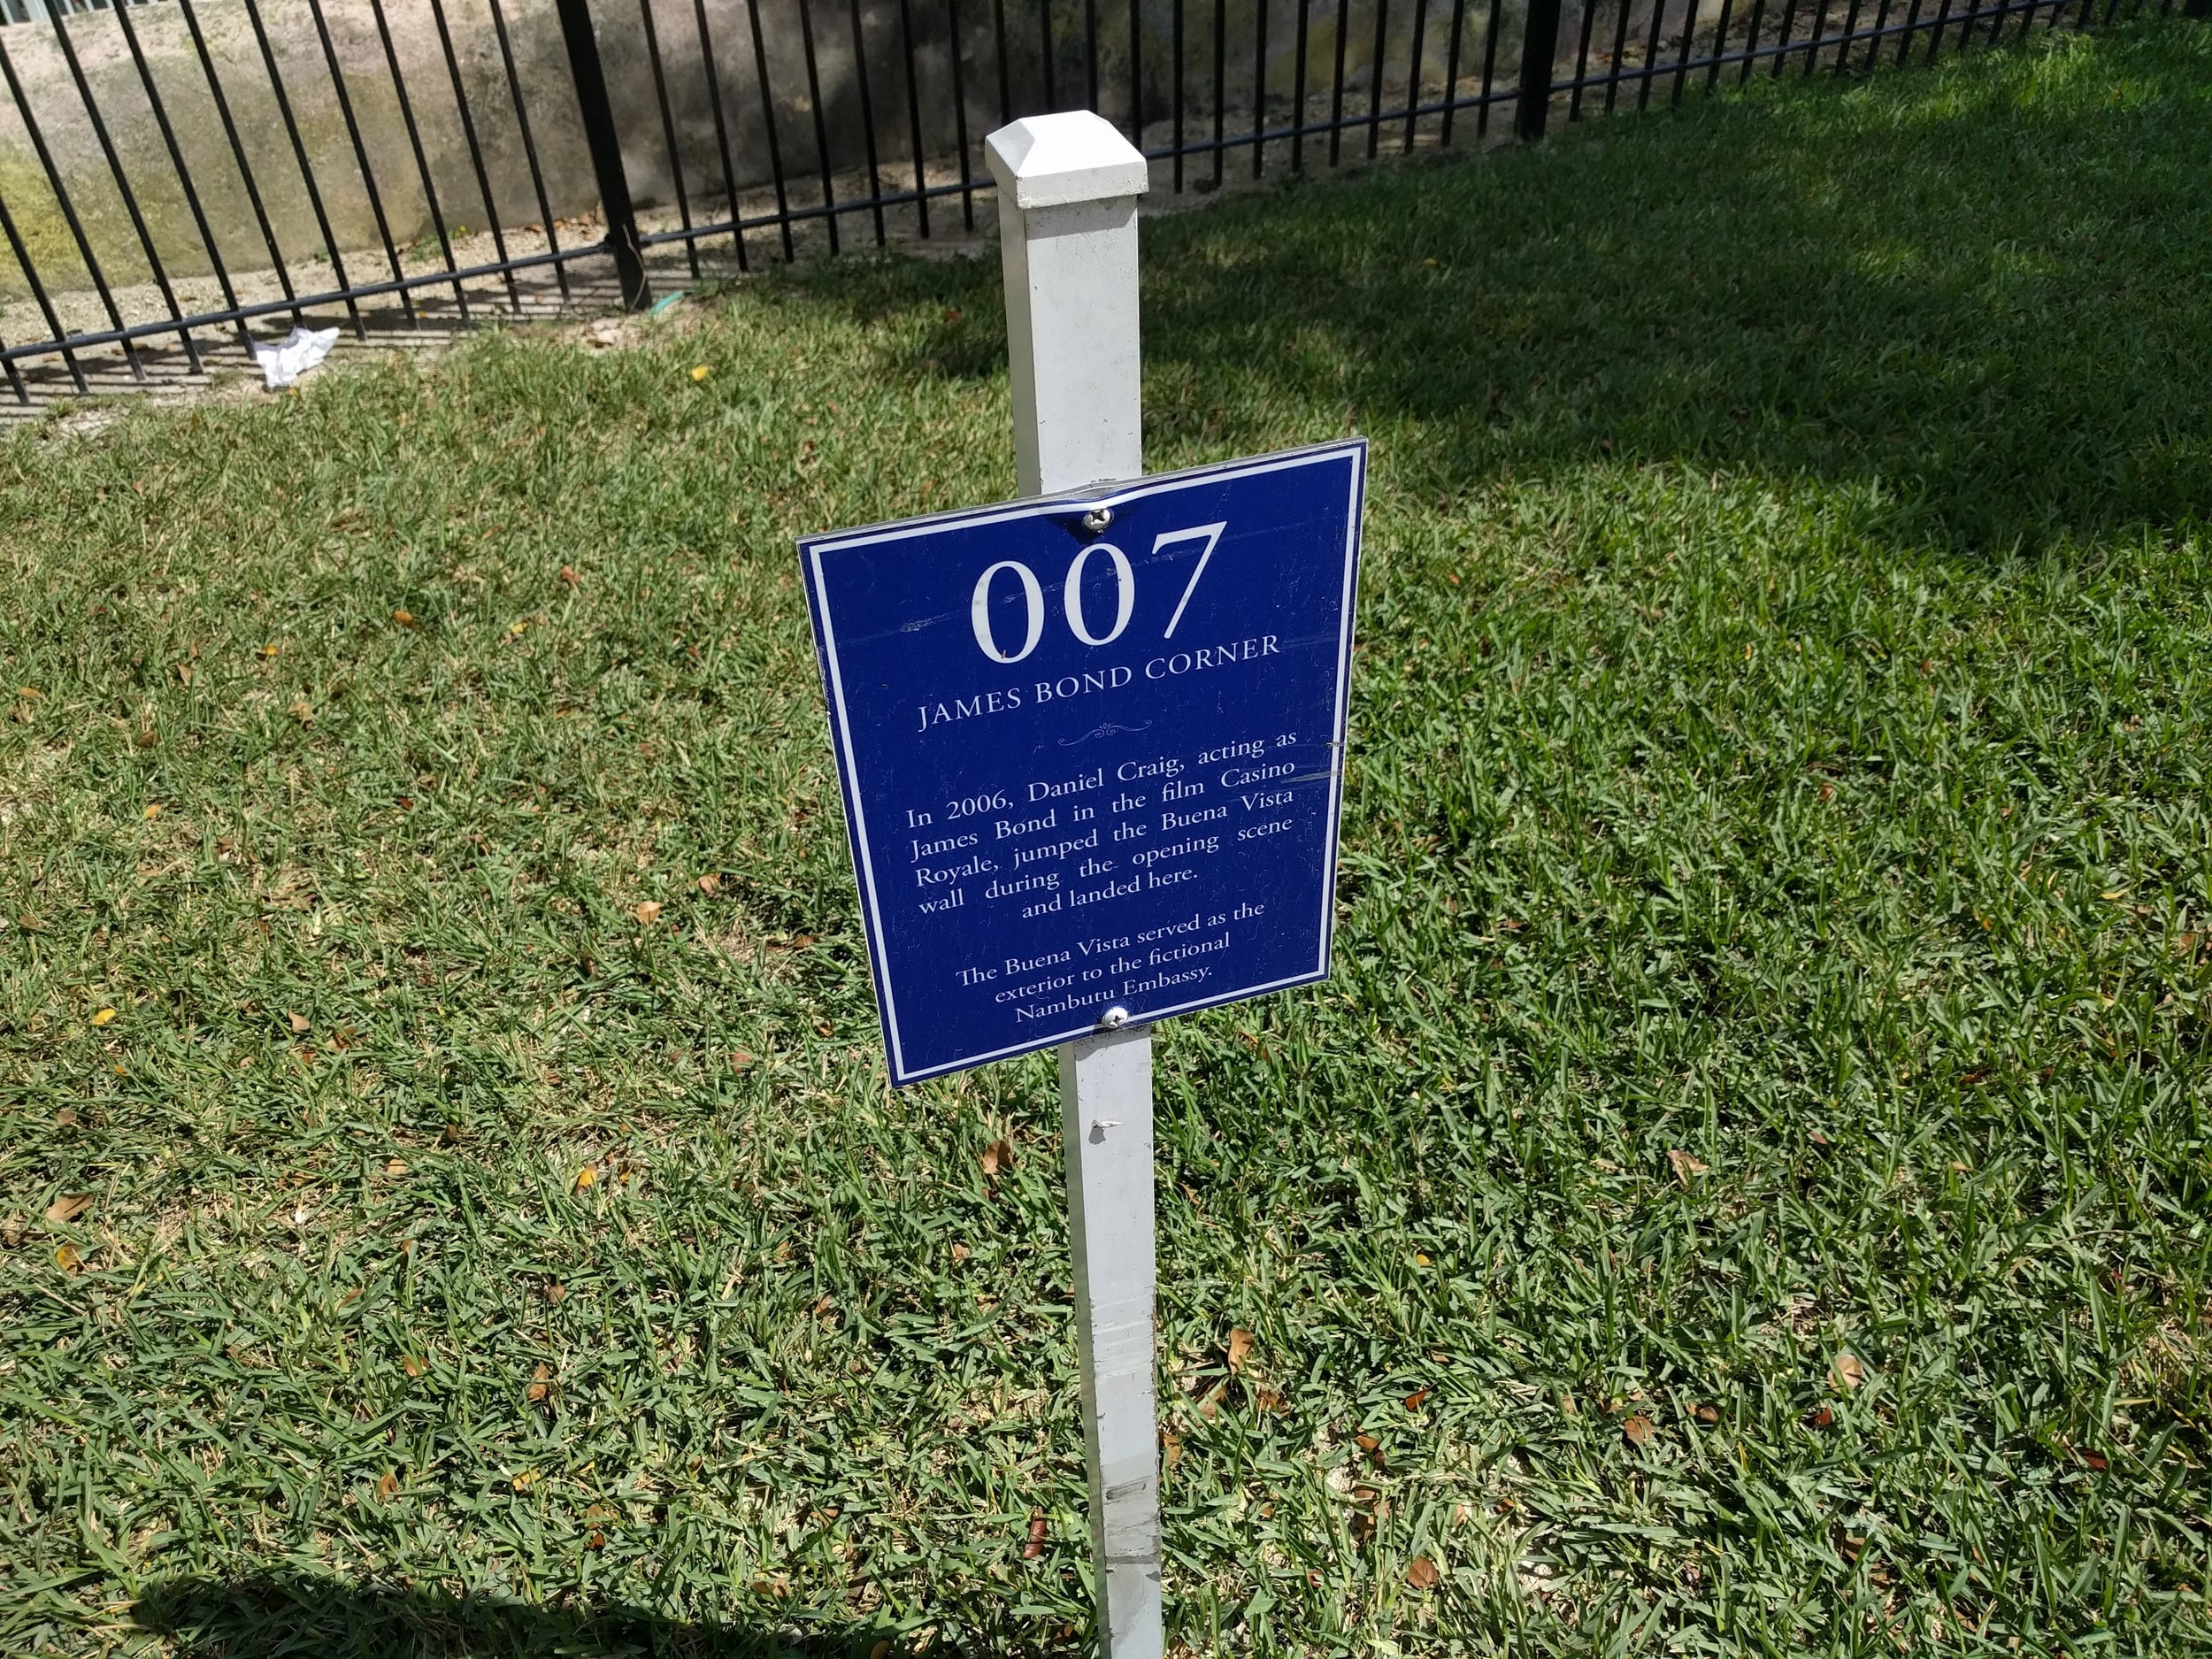 007
JAMES BOND CORNER
In 2006, Daniel Craig, acting as
James Bond in the film Casino
Royale, jumped the Buena Vista
wall during the opening scene
and landed here.
The Buena Vista served as the
exterior to the fictional
Nambutu Embassy.